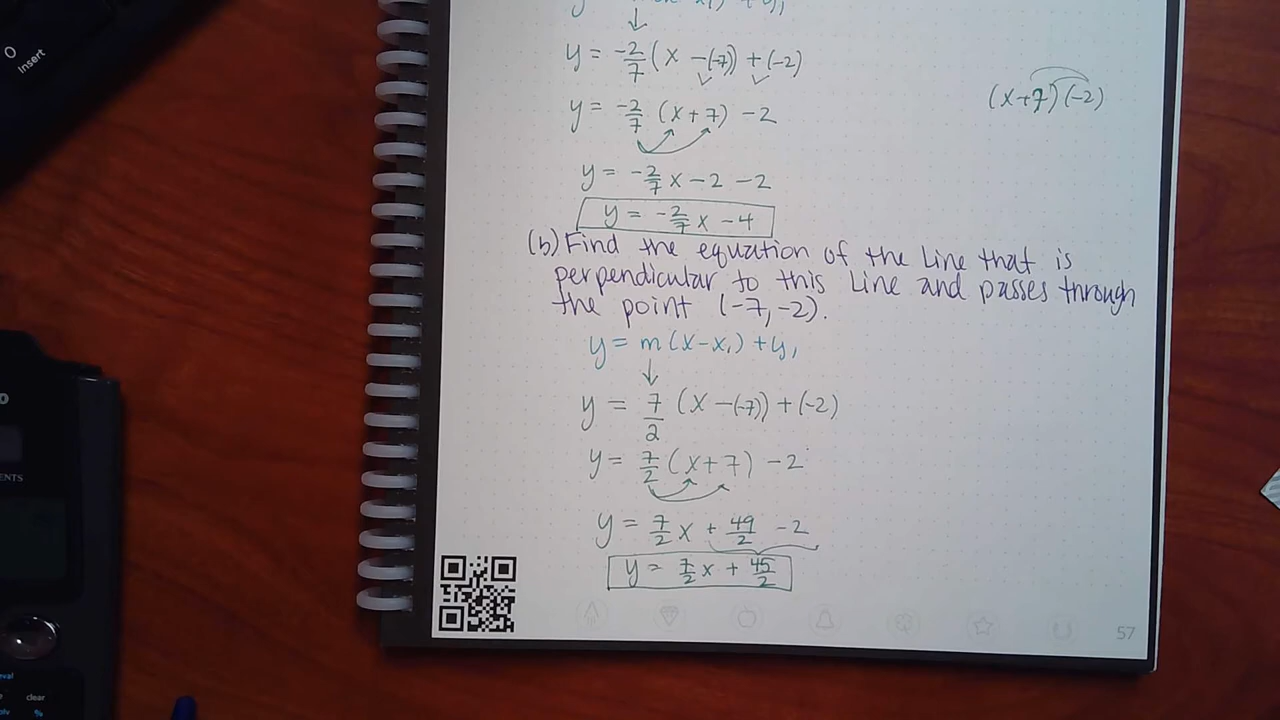 y = -2/7 (x - (-7)) + (-2)
(x+7)(-2)
y = -2/7 (x+7) - 2
y = -2/7 x - 2 - 2
y = -2/7 x - 4
(b) Find the equation of the line that is
perpendicular to this line and passes through
the point (-7, -2).
y = m(x-x₁) + y₁
y = 7/2 (x - (-7)) + (-2)
y = 7/2 (x+7) - 2
y = 7/2 x + 49/2 - 2
y = 7/2 x + 45/2
57
0
Insert
clear
%